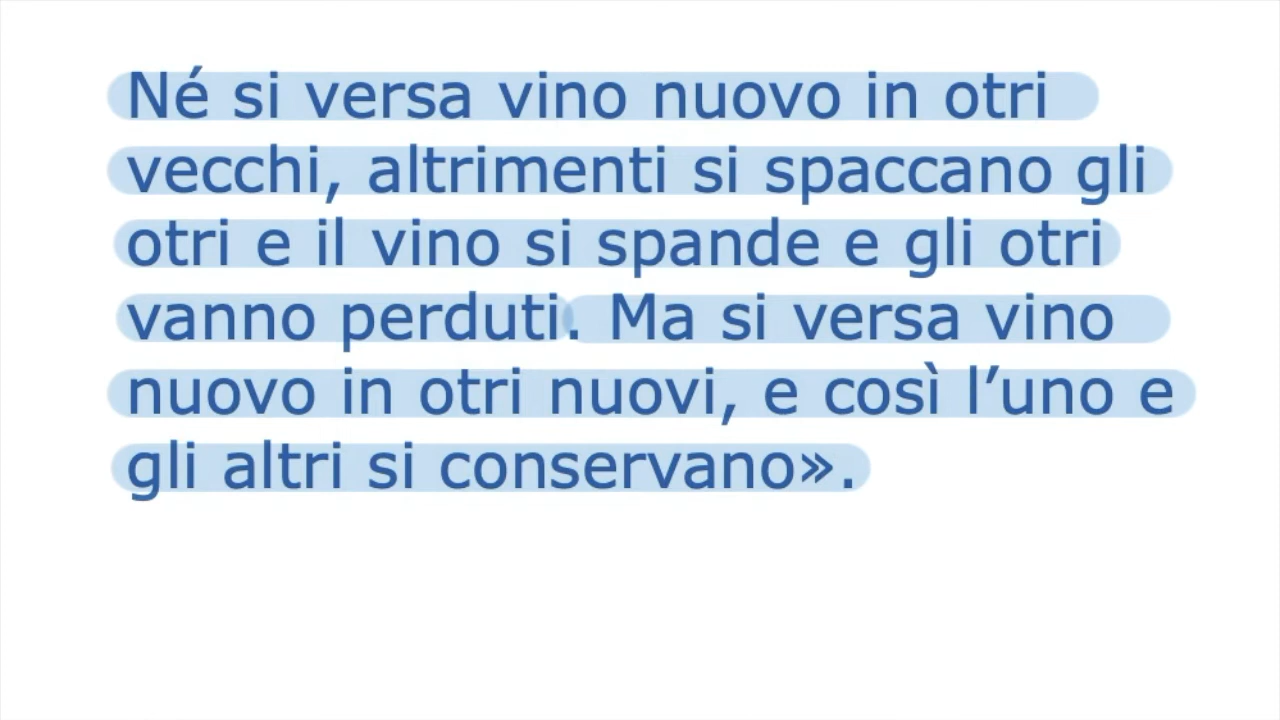 Né si versa vino nuovo in otri
vecchi, altrimenti si spaccano gli
otri e il vino si spande e gli otri
vanno perduti. Ma si versa vino
nuovo in otri nuovi, e così l’uno e
gli altri si conservano».